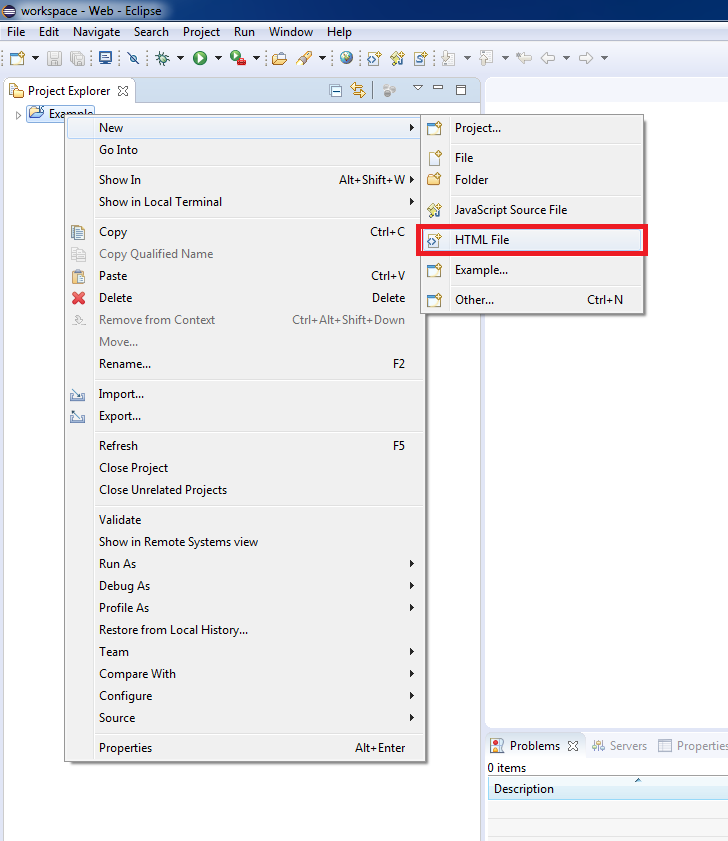 workspace - Web - Eclipse
File Edit Navigate Search Project Run Window Help
Project Explorer
Example
New
Go Into
Show In Alt+Shift+W
Show in Local Terminal
Copy Ctrl+C
Copy Qualified Name
Paste Ctrl+V
Delete Delete
Remove from Context Ctrl+Alt+Shift+Down
Move...
Rename... F2
Import...
Export...
Refresh F5
Close Project
Close Unrelated Projects
Validate
Show in Remote Systems view
Run As
Debug As
Profile As
Restore from Local History...
Team
Compare With
Configure
Source
Properties Alt+Enter
Project...
File
Folder
JavaScript Source File
HTML File
Example...
Other... Ctrl+N
Problems Servers Properties
0 items
Description